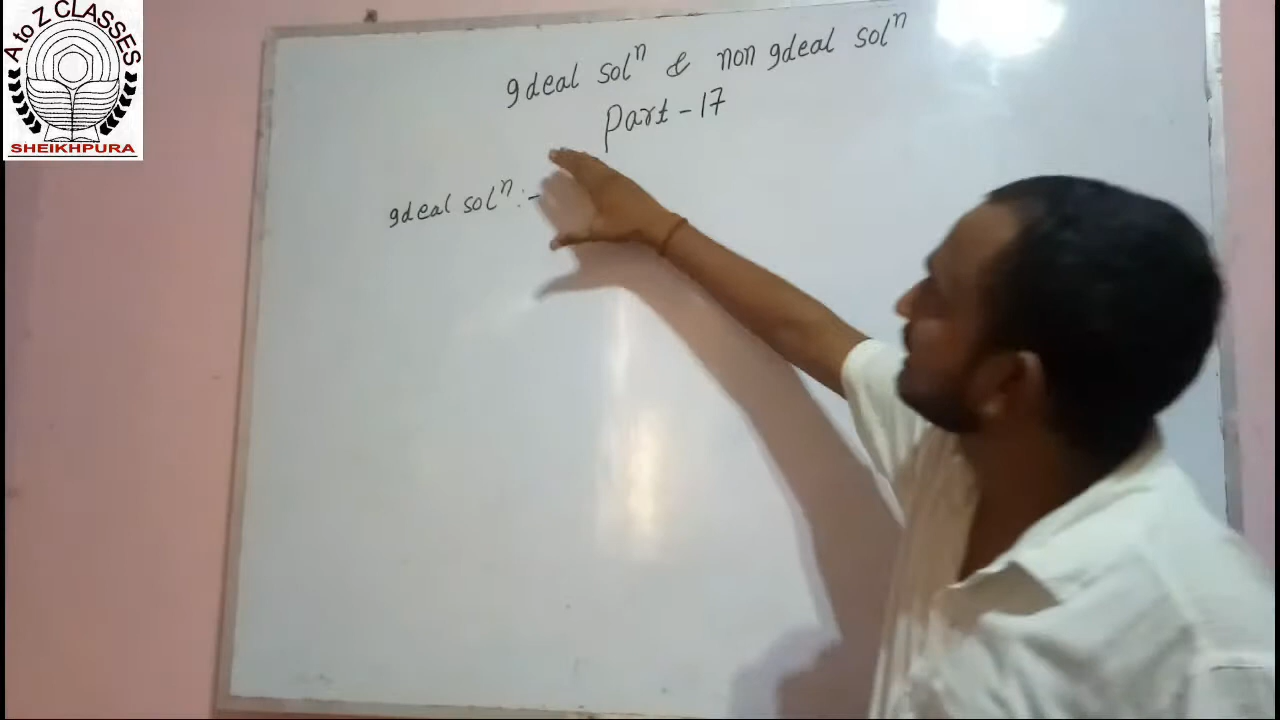 A to Z CLASSES
SHEIKHPURA
Ideal solⁿ & non Ideal solⁿ
Part - 17
Ideal solⁿ :-